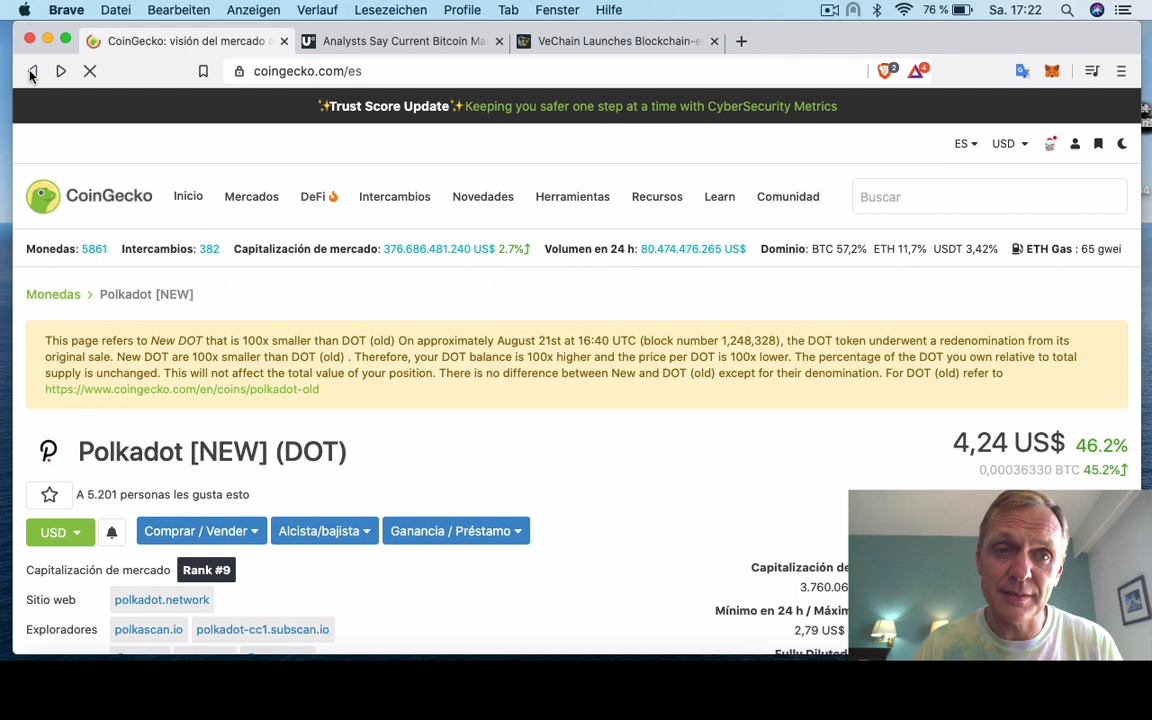 Brave Datei Bearbeiten Anzeigen Verlauf Lesezeichen Profile Tab Fenster Hilfe 76 % Sa. 17:22
CoinGecko: visión del mercado a Analysts Say Current Bitcoin Ma VeChain Launches Blockchain-e
coingecko.com/es 2 4
✨Trust Score Update✨Keeping you safer one step at a time with CyberSecurity Metrics
ES USD
CoinGecko Inicio Mercados DeFi Intercambios Novedades Herramientas Recursos Learn Comunidad Buscar
Monedas: 5861 Intercambios: 382 Capitalización de mercado: 376.686.481.240 US$ 2.7% Volumen en 24 h: 80.474.476.265 US$ Dominio: BTC 57,2% ETH 11,7% USDT 3,42% ETH Gas : 65 gwei
Monedas > Polkadot [NEW]
This page refers to New DOT that is 100x smaller than DOT (old) On approximately August 21st at 16:40 UTC (block number 1,248,328), the DOT token underwent a redenomination from its
original sale. New DOT are 100x smaller than DOT (old) . Therefore, your DOT balance is 100x higher and the price per DOT is 100x lower. The percentage of the DOT you own relative to total
supply is unchanged. This will not affect the total value of your position. There is no difference between New and DOT (old) except for their denomination. For DOT (old) refer to
https://www.coingecko.com/en/coins/polkadot-old
Polkadot [NEW] (DOT) 4,24 US$ 46.2%
0,00036330 BTC 45.2%
A 5.201 personas les gusta esto
USD Comprar / Vender Alcista/bajista Ganancia / Préstamo
Capitalización de mercado Rank #9 Capitalización de
3.760.06
Sitio web polkadot.network
Mínimo en 24 h / Máxim
Exploradores polkascan.io polkadot-cc1.subscan.io 2,79 US$
Fully Diluted